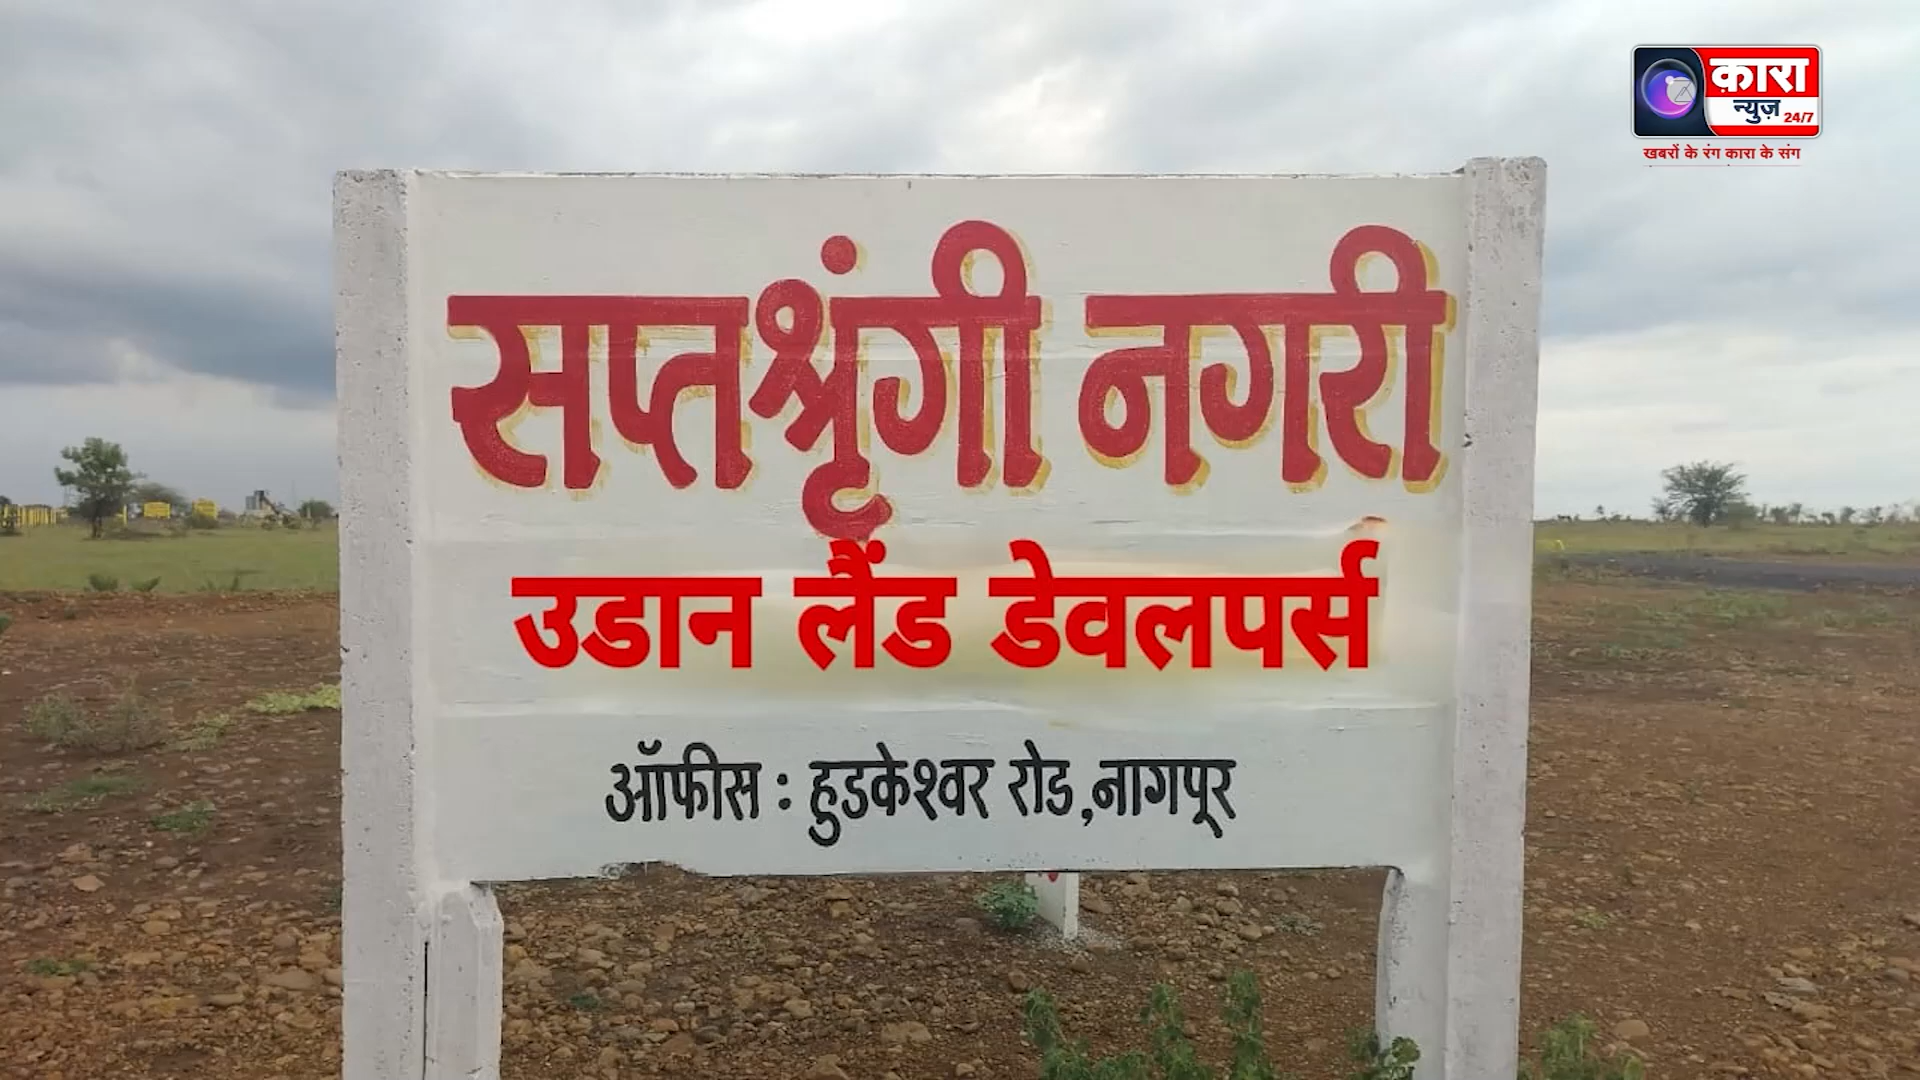 क़ारा
न्युज़ 24/7
खबरों के रंग कारा के संग
सप्तश्रृंगी नगरी
उडान लैंड डेवलपर्स
ऑफीस : हुडकेश्वर रोड,नागपूर